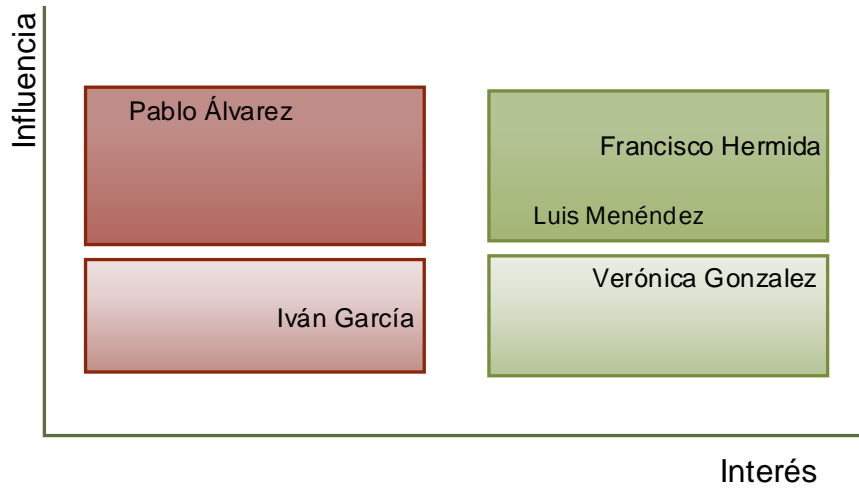 Influencia
Pablo Álvarez
Francisco Hermida
Luis Menéndez
Verónica Gonzalez
Iván García
Interés